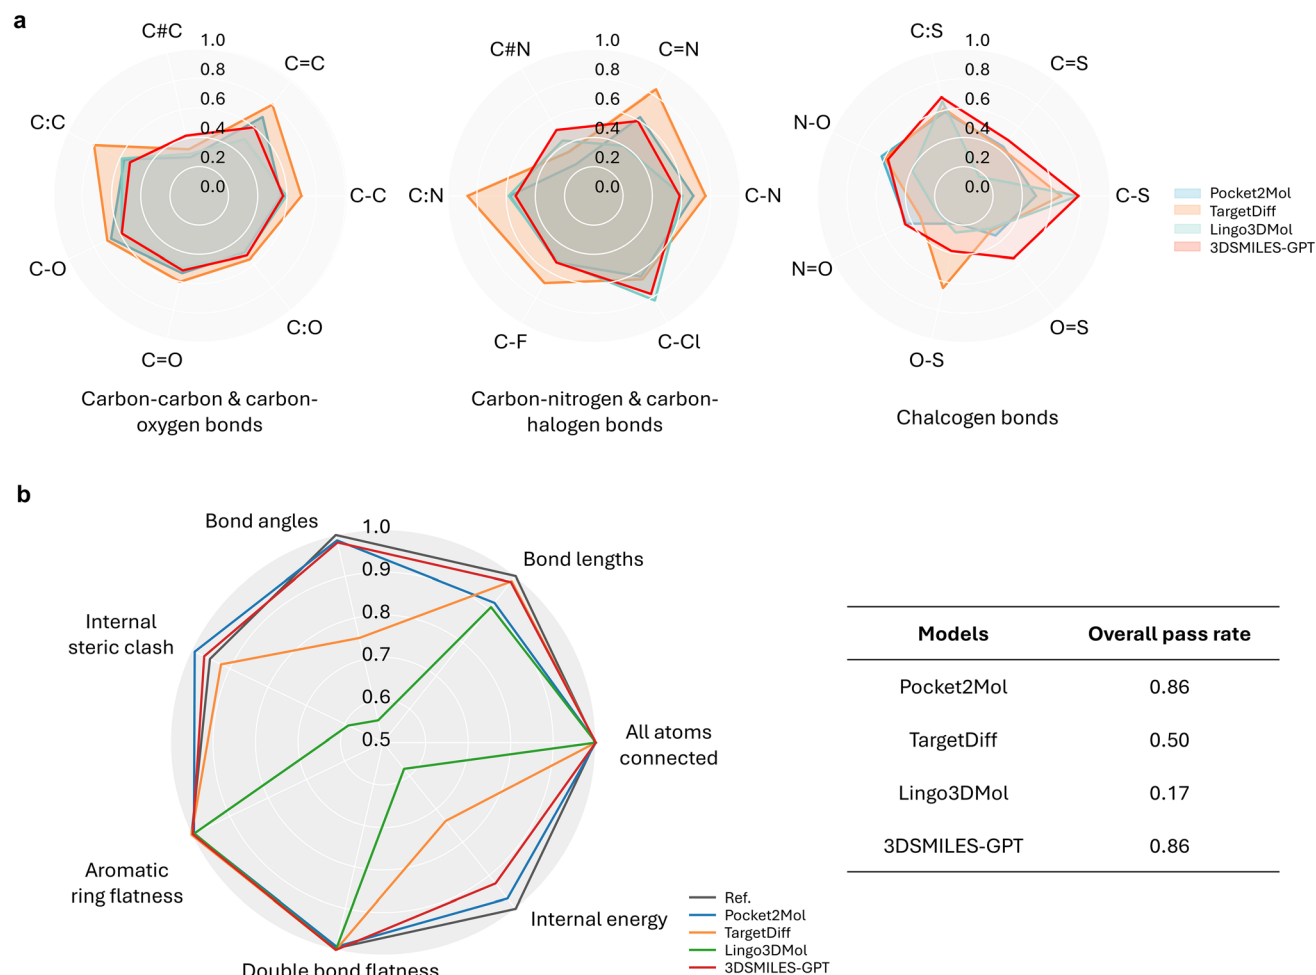 a
C#C
1.0
C=C
0.8
0.6
0.4
0.2
0.0
C:C
C-C
C-O
C:O
C=O
Carbon-carbon & carbon-
oxygen bonds
C#N
1.0
C=N
0.8
0.6
0.4
0.2
0.0
C:N
C-N
C-F
C-Cl
Carbon-nitrogen & carbon-
halogen bonds
C:S
1.0
C=S
0.8
0.6
0.4
0.2
0.0
N-O
C-S
N=O
O=S
O-S
Chalcogen bonds
Pocket2Mol
TargetDiff
Lingo3DMol
3DSMILES-GPT
b
Bond angles
1.0
0.9
0.8
0.7
0.6
0.5
Bond lengths
Internal
steric clash
All atoms
connected
Aromatic
ring flatness
Internal energy
Double bond flatness
Ref.
Pocket2Mol
TargetDiff
Lingo3DMol
3DSMILES-GPT
Models Overall pass rate
Pocket2Mol 0.86
TargetDiff 0.50
Lingo3DMol 0.17
3DSMILES-GPT 0.86